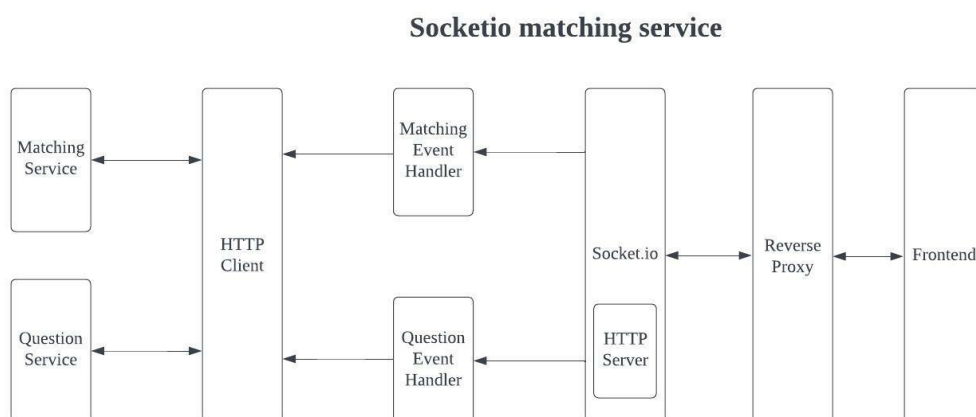 Socketio matching service
Matching
Service
HTTP
Client
Matching
Event
Handler
Socket.io
Reverse
Proxy
Frontend
Question
Service
Question
Event
Handler
HTTP
Server